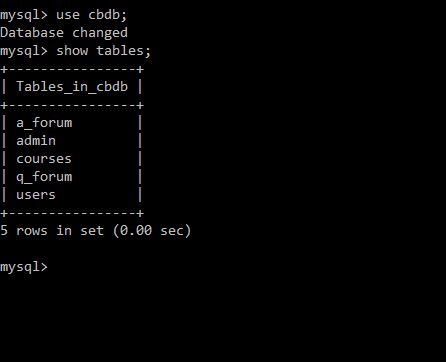 mysql> use cbdb;
Database changed
mysql> show tables;
+----------------+
| Tables_in_cbdb |
+----------------+
| a_forum        |
| admin          |
| courses        |
| q_forum        |
| users          |
+----------------+
5 rows in set (0.00 sec)
mysql>